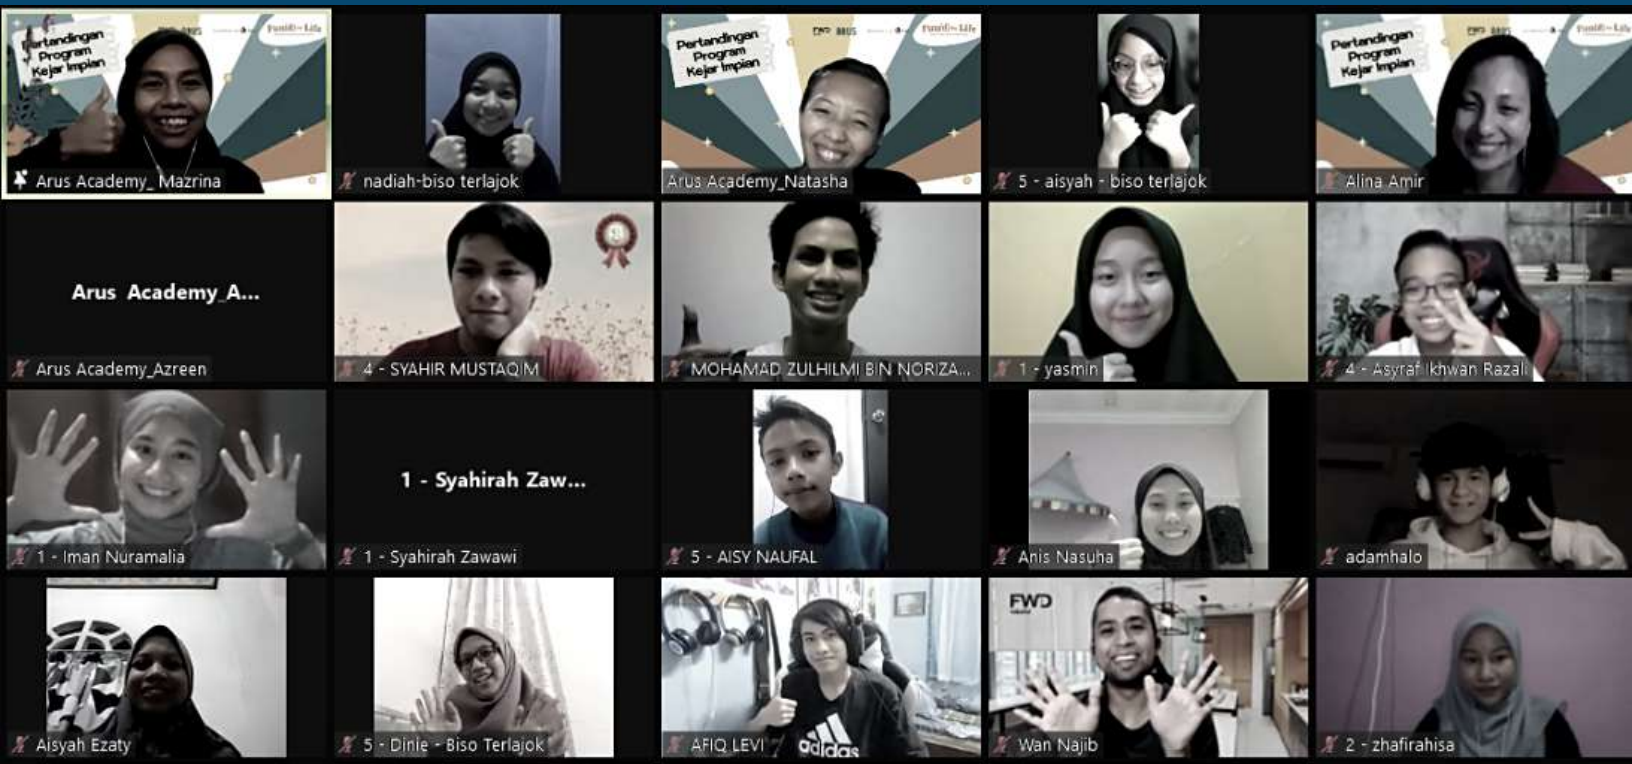 Pertandingan
Program
Kejar Impian
Arus Academy_ Mazrina
nadiah-biso terlajok
Pertandingan
Program
Kejar Impian
FWD ARUS
Arus Academy_Natasha
5 - aisyah - biso terlajok
Pertandingan
Program
Kejar Impian
Alina Amir
Arus Academy_A...
Arus Academy_Azreen
4 - SYAHIR MUSTAQIM
MOHAMAD ZULHILMI BIN NORIZA...
1 - yasmin
4 - Asyraf Ikhwan Razali
1 - Iman Nuramalia
1 - Syahirah Zaw...
1 - Syahirah Zawawi
5 - AISY NAUFAL
Anis Nasuha
adamhalo
Aisyah Ezaty
5 - Dinie - Biso Terlajok
adidas
AFIQ LEVI
FWD
Wan Najib
2 - zhafirahisa